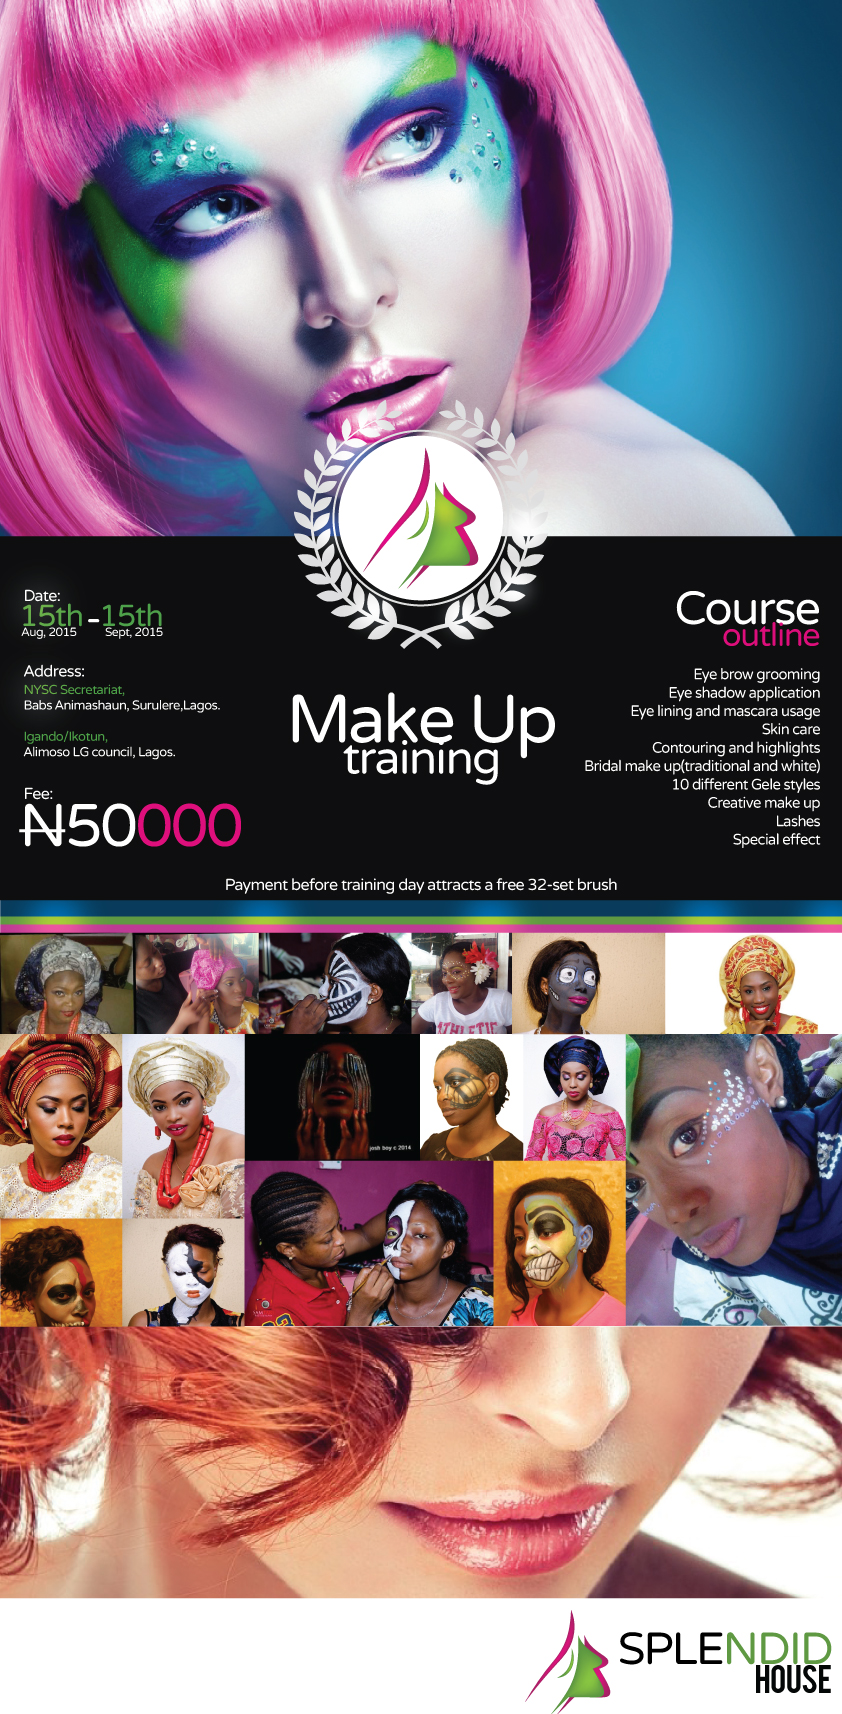 Date:
15th-15th
Aug, 2015 Sept, 2015
Address:
NYSC Secretariat,
Babs Animashaun, Surulere,Lagos.
Igando/Ikotun,
Alimoso LG council, Lagos.
Fee:
₦50000
Make Up
training
Course
outline
Eye brow grooming
Eye shadow application
Eye lining and mascara usage
Skin care
Contouring and highlights
Bridal make up(traditional and white)
10 different Gele styles
Creative make up
Lashes
Special effect
Payment before training day attracts a free 32-set brush
ATHLETIC
josh boy c 2014
SPLENDID
HOUSE